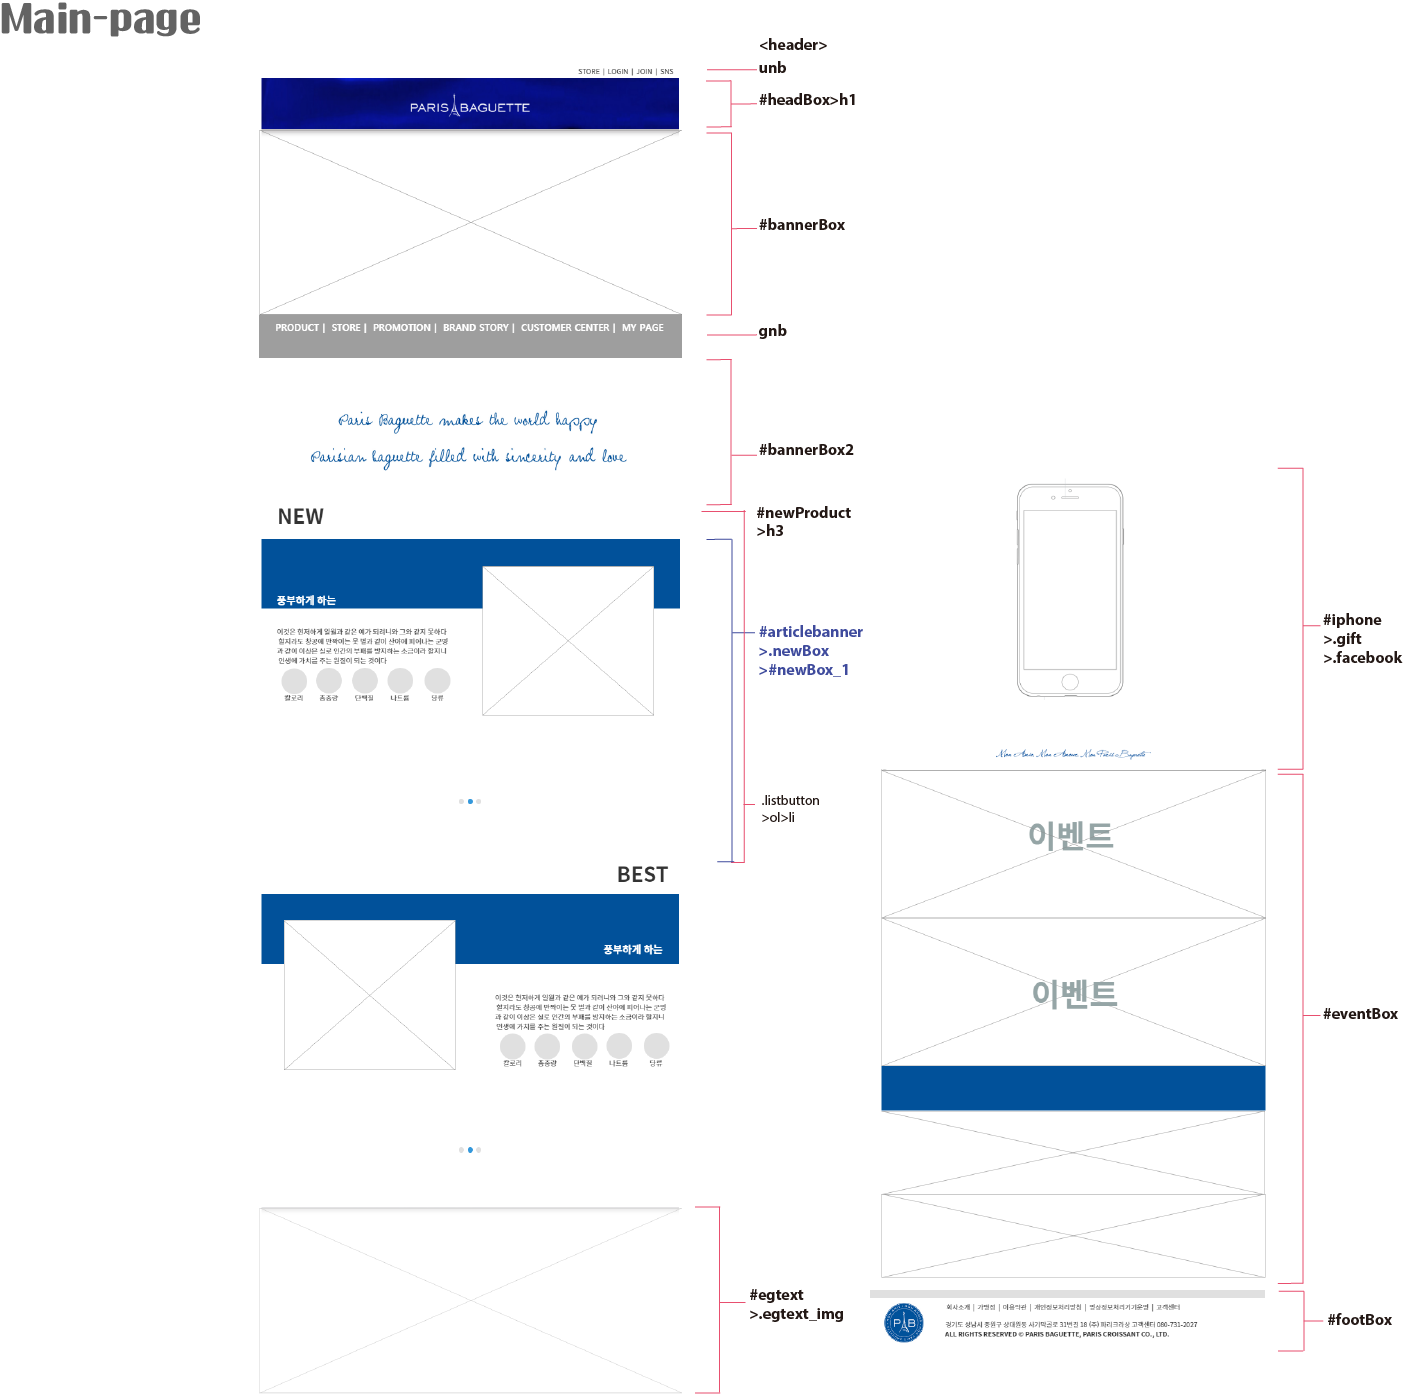 Main-page
<header>
unb
STORE | LOGIN | JOIN | SNS
#headBox>h1
PARIS BAGUETTE
#bannerBox
PRODUCT | STORE | PROMOTION | BRAND STORY | CUSTOMER CENTER | MY PAGE
gnb
Paris Baguette makes the world happy
Parisian baguette filled with sincerity and love
#bannerBox2
NEW
#newProduct
>h3
풍부하게 하는
이것은 현저하게 일월과 같은 예가 되려니와 그와 같지 못하다
할지라도 창공에 반짝이는 뭇 별과 같이 산야에 피어나는 군영
과 같이 이상은 실로 인간의 부패를 방지하는 소금이라 할지니
인생에 가치를 주는 원질이 되는 것이다
칼로리 총중량 단백질 나트륨 당류
#articlebanner
>.newBox
>#newBox_1
.listbutton
>ol>li
BEST
풍부하게 하는
이것은 현저하게 일월과 같은 예가 되려니와 그와 같지 못하다
할지라도 창공에 반짝이는 뭇 별과 같이 산야에 피어나는 군영
과 같이 이상은 실로 인간의 부패를 방지하는 소금이라 할지니
인생에 가치를 주는 원질이 되는 것이다
칼로리 총중량 단백질 나트륨 당류
#egtext
>.egtext_img
#iphone
>.gift
>.facebook
Mon Amie, Mon Amour, Mon Paris Baguette
이벤트
이벤트
#eventBox
PB
회사소개 | 가맹점 | 이용약관 | 개인정보처리방침 | 영상정보처리기기운영 | 고객센터
경기도 성남시 중원구 상대원동 사기막골로 31번길 18 (주) 파리크라상 고객센터 080-731-2027
ALL RIGHTS RESERVED © PARIS BAGUETTE, PARIS CROISSANT CO., LTD.
#footBox